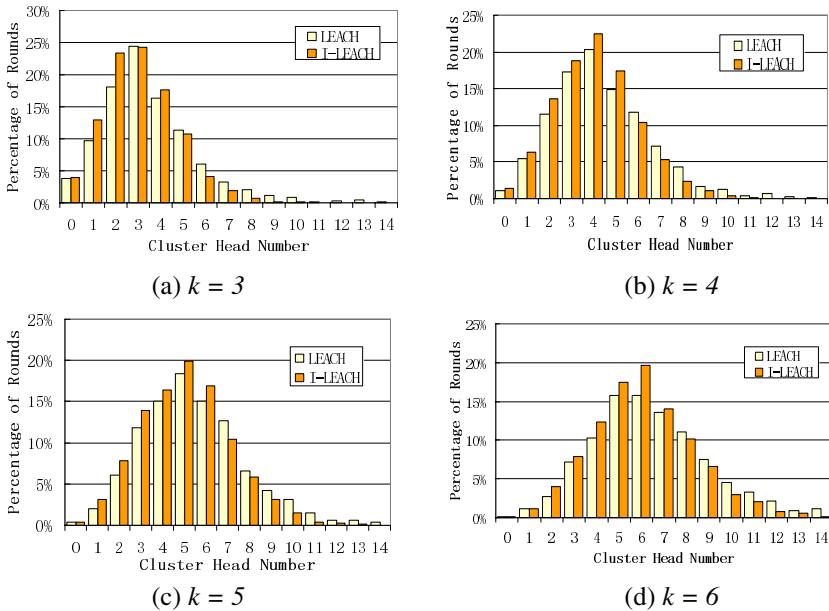 30%
25%
20%
15%
10%
5%
0%
Percentage of Rounds
LEACH
I-LEACH
0 1 2 3 4 5 6 7 8 9 10 11 12 13 14
Cluster Head Number
(a) k = 3
25%
20%
15%
10%
5%
0%
Percentage of Rounds
LEACH
I-LEACH
0 1 2 3 4 5 6 7 8 9 10 11 12 13 14
Cluster Head Number
(b) k = 4
25%
20%
15%
10%
5%
0%
Percentage of Rounds
LEACH
I-LEACH
0 1 2 3 4 5 6 7 8 9 10 11 12 13 14
Cluster Head Number
(c) k = 5
25%
20%
15%
10%
5%
0%
Percentage of Rounds
LEACH
I-LEACH
0 1 2 3 4 5 6 7 8 9 10 11 12 13 14
Cluster Head Number
(d) k = 6